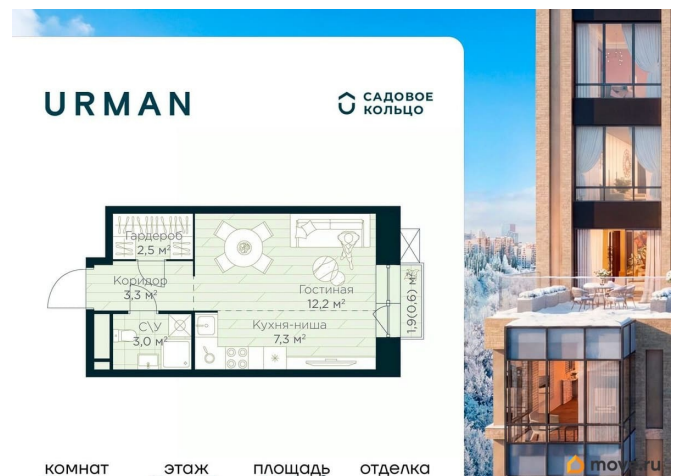 URMAN
САДОВОЕ
КОЛЬЦО
Гардероб
2,5 м²
Коридор
3,3 м²
Гостиная
12,2 м²
1,9(0,6) м²
С\У
3,0 м²
Кухня-ниша
7,3 м²
комнат этаж площадь отделка
move.ru